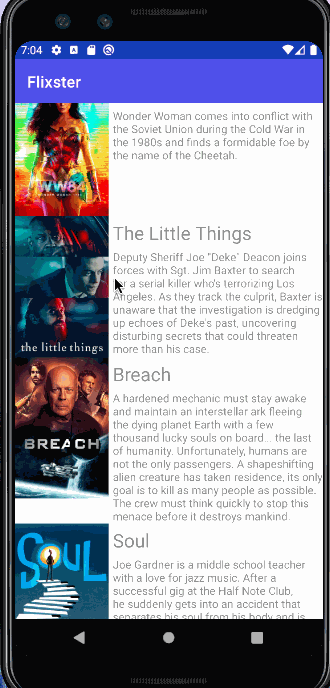 7:04
Flixster
WW84
Wonder Woman comes into conflict with
the Soviet Union during the Cold War in
the 1980s and finds a formidable foe by
the name of the Cheetah.
the little things
The Little Things
Deputy Sheriff Joe "Deke" Deacon joins
forces with Sgt. Jim Baxter to search
a serial killer who's terrorizing Los
Angeles. As they track the culprit, Baxter is
unaware that the investigation is dredging
up echoes of Deke's past, uncovering
disturbing secrets that could threaten
more than his case.
BREACH
Breach
A hardened mechanic must stay awake
and maintain an interstellar ark fleeing
the dying planet Earth with a few
thousand lucky souls on board... the last
of humanity. Unfortunately, humans are
not the only passengers. A shapeshifting
alien creature has taken residence, its only
goal is to kill as many people as possible.
The crew must think quickly to stop this
menace before it destroys mankind.
SOUL
Soul
Joe Gardner is a middle school teacher
with a love for jazz music. After a
successful gig at the Half Note Club,
he suddenly gets into an accident that
separates his soul from his body and is